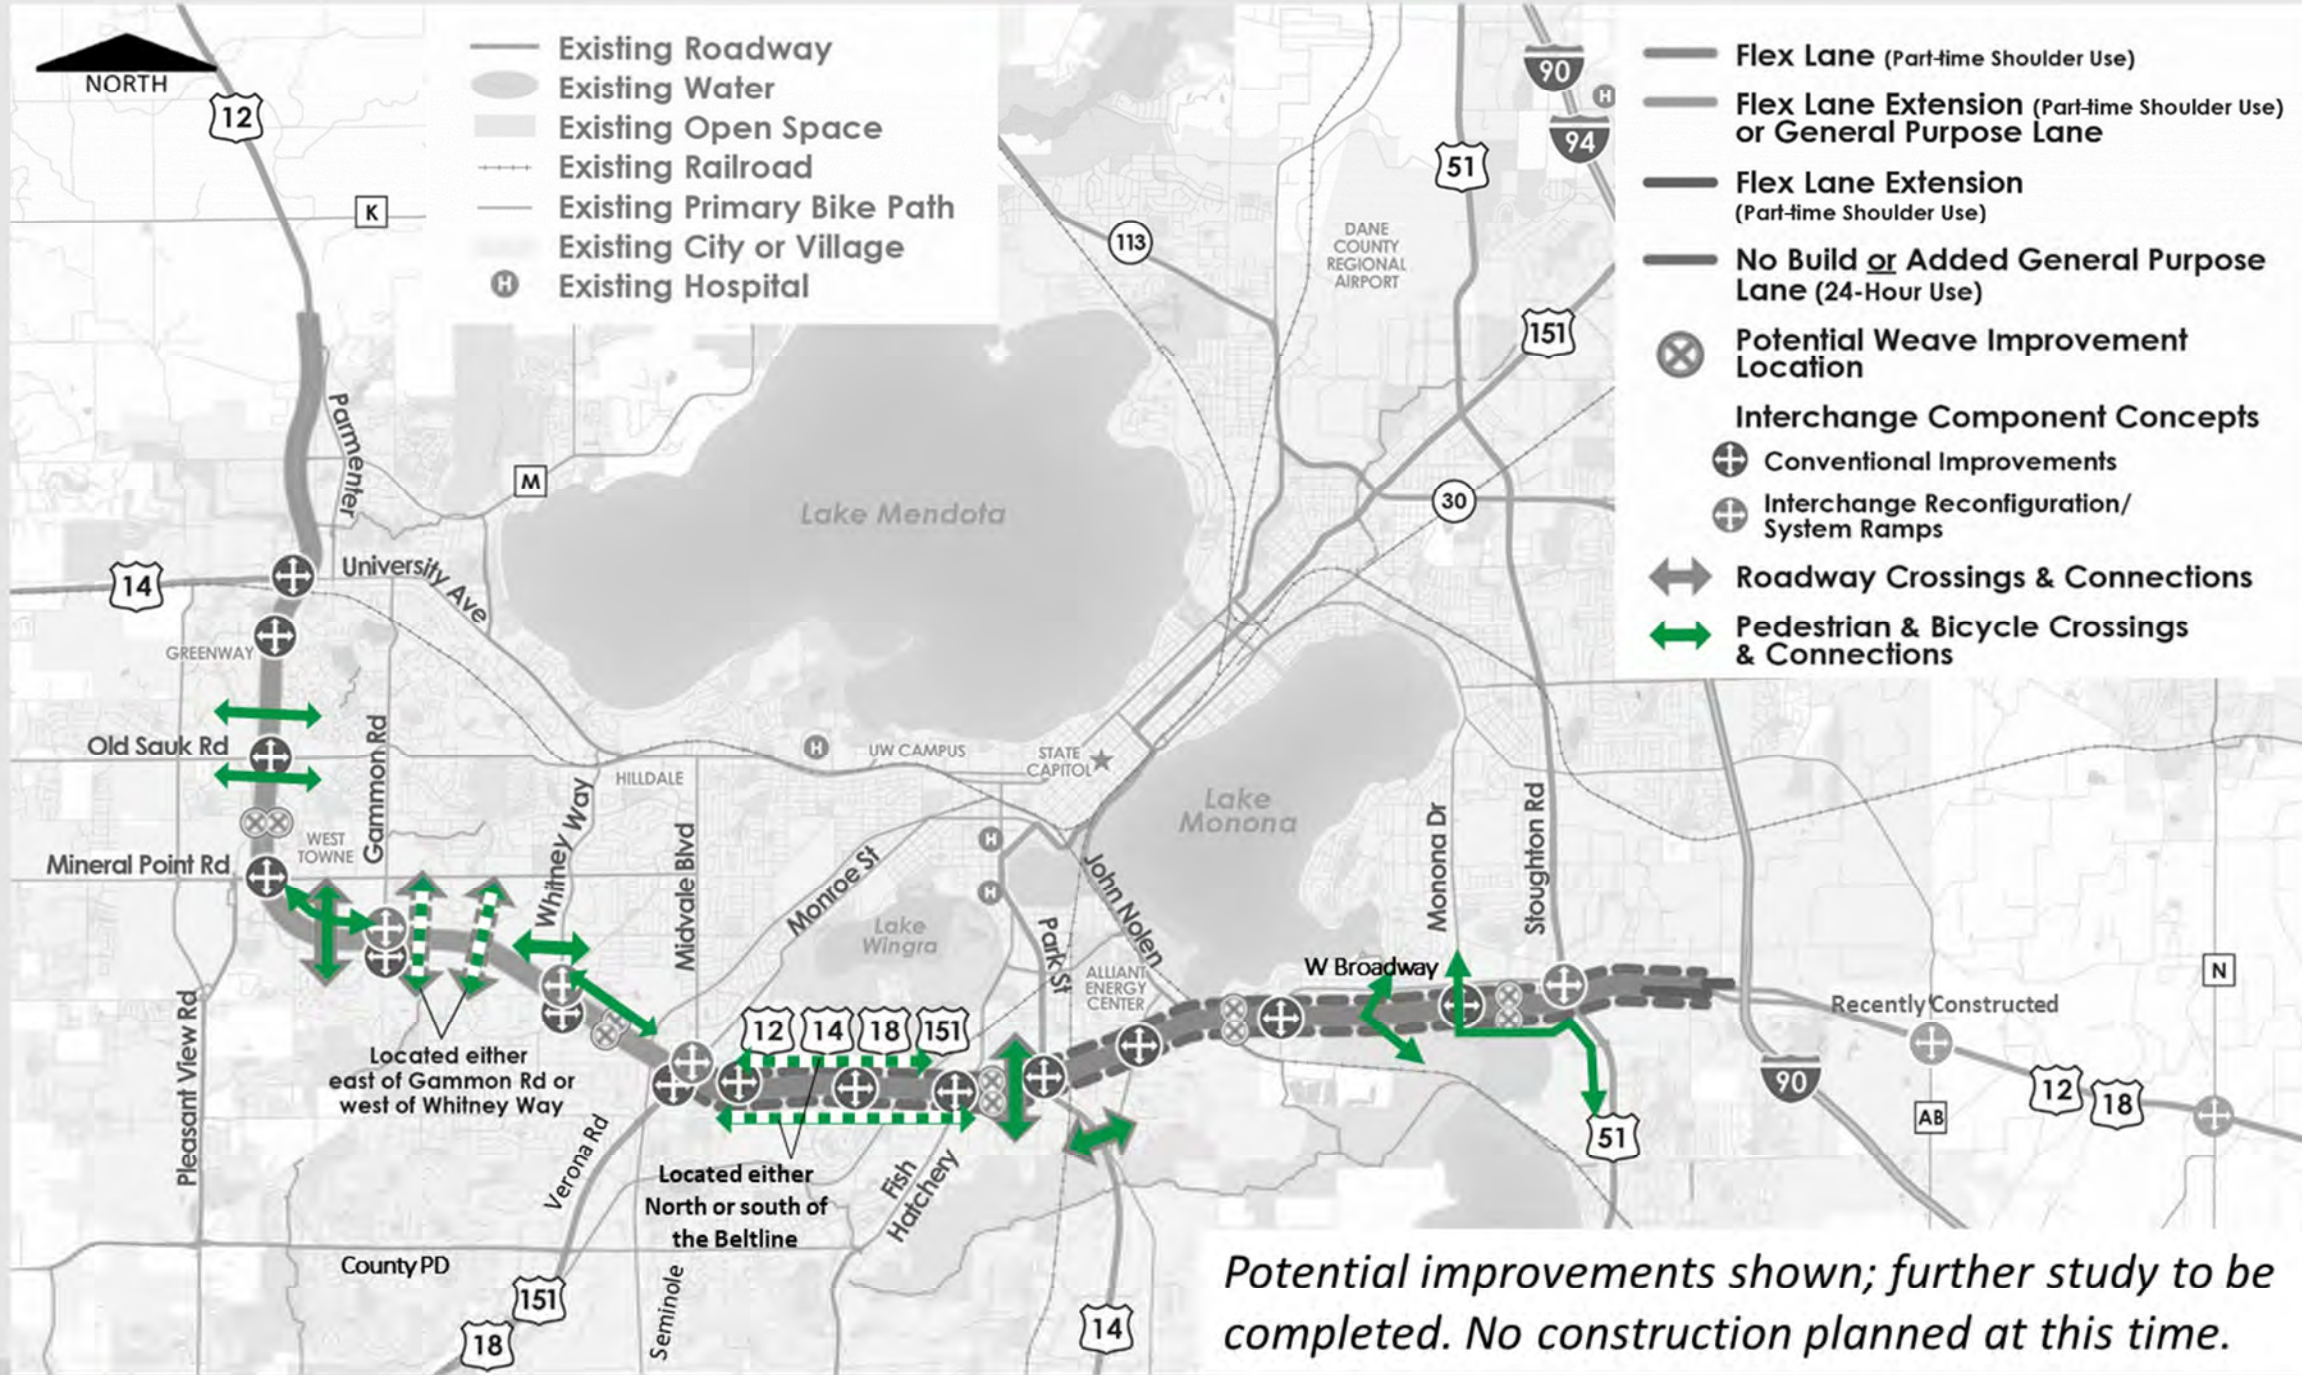 NORTH
Existing Roadway
Existing Water
Existing Open Space
Existing Railroad
Existing Primary Bike Path
Existing City or Village
H Existing Hospital
Flex Lane (Part-time Shoulder Use)
Flex Lane Extension (Part-time Shoulder Use)
or General Purpose Lane
Flex Lane Extension
(Part-time Shoulder Use)
No Build or Added General Purpose
Lane (24-Hour Use)
Potential Weave Improvement
Location
Interchange Component Concepts
Conventional Improvements
Interchange Reconfiguration/
System Ramps
Roadway Crossings & Connections
Pedestrian & Bicycle Crossings
& Connections
12
K
90
H
94
51
113
DANE
COUNTY
REGIONAL
AIRPORT
151
Parmenter
M
Lake Mendota
30
14
University Ave
GREENWAY
Old Sauk Rd
Gammon Rd
H
UW CAMPUS
STATE
CAPITOL
HILLDALE
Whitney Way
Lake
Monona
Monona Dr
Stoughton Rd
WEST
TOWNE
Mineral Point Rd
Midvale Blvd
Monroe St
H
H
John Nolen
Lake
Wingra
Park St
ALLIANT
ENERGY
CENTER
W Broadway
N
Recently Constructed
Pleasant View Rd
12
14
18
151
Located either
east of Gammon Rd or
west of Whitney Way
90
12
18
AB
51
Verona Rd
Located either
North or south of
the Beltline
Fish
Hatchery
County PD
Seminole
151
18
14
Potential improvements shown; further study to be
completed. No construction planned at this time.